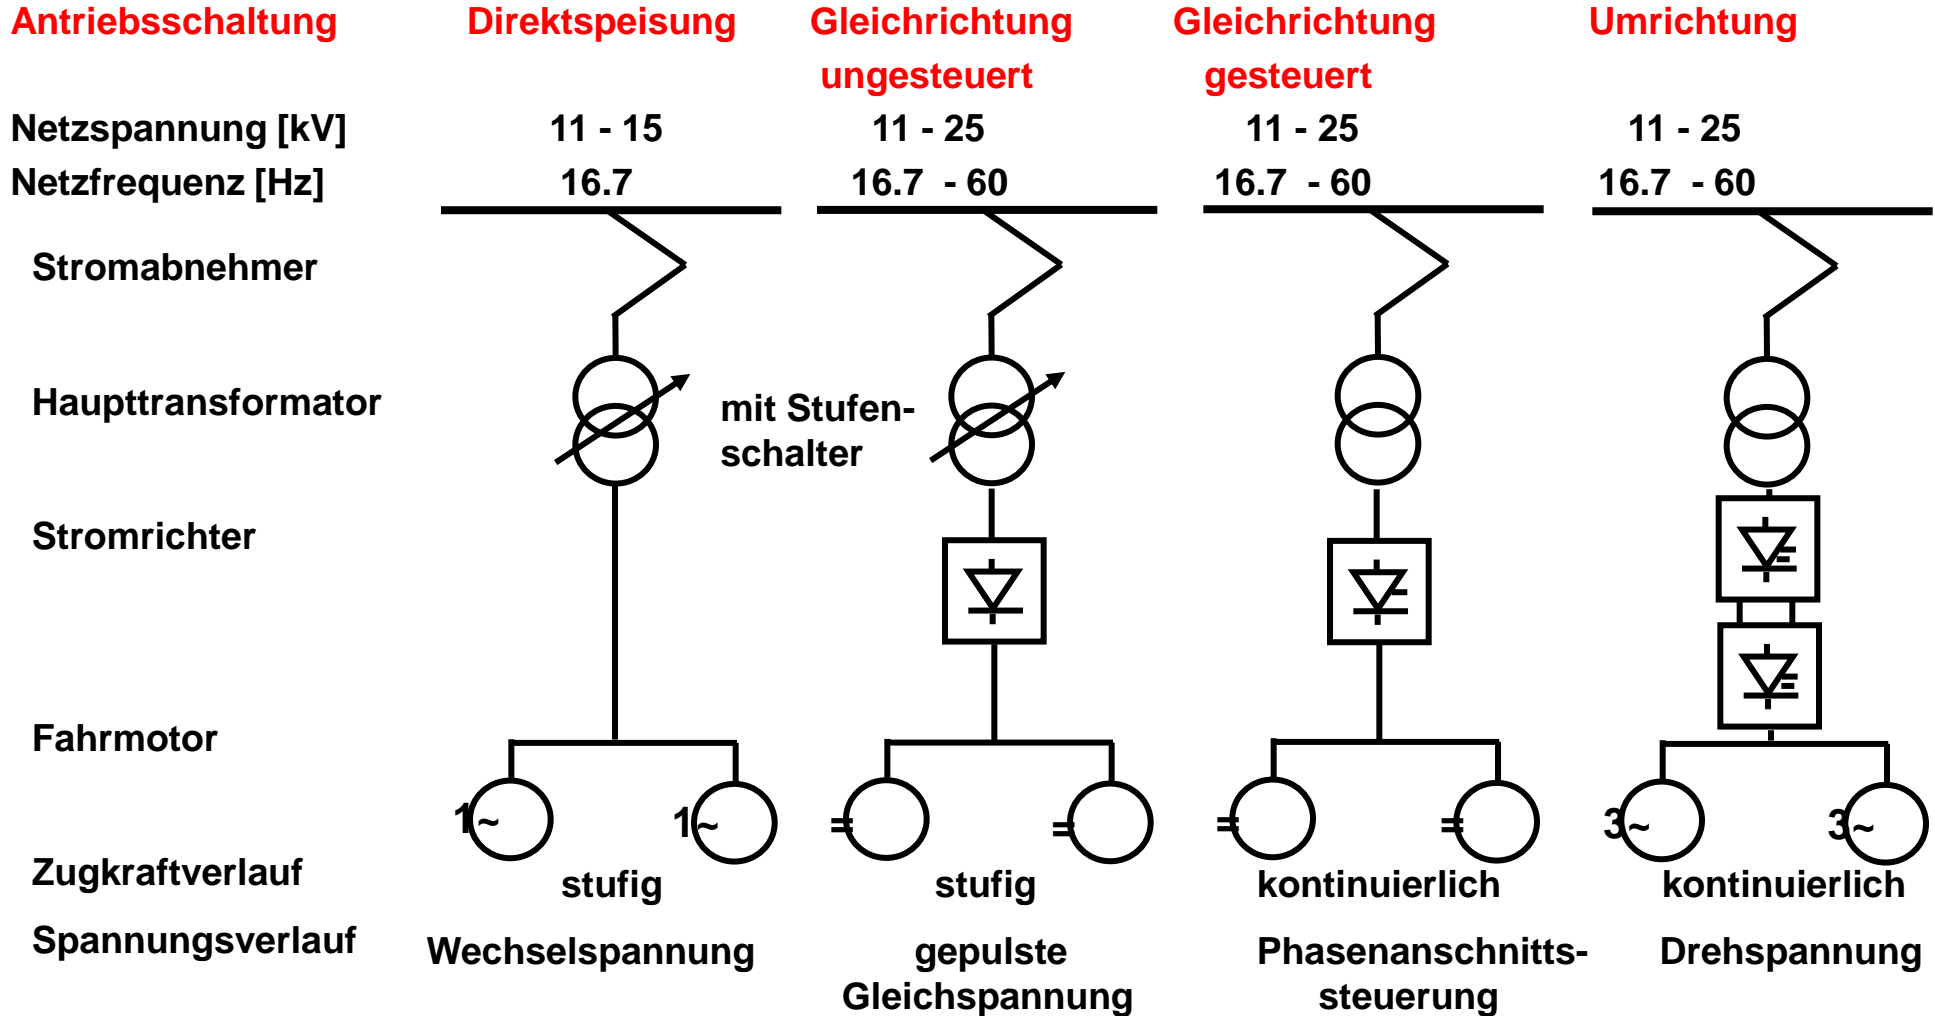 Antriebsschaltung Direktspeisung Gleichrichtung Gleichrichtung Umrichtung
ungesteuert gesteuert
Netzspannung [kV] 11 - 15 11 - 25 11 - 25 11 - 25
Netzfrequenz [Hz] 16.7 16.7 - 60 16.7 - 60 16.7 - 60
Stromabnehmer
Haupttransformator mit Stufen-
schalter
Stromrichter
Fahrmotor
1~ 1~ = = = = 3~ 3~
Zugkraftverlauf stufig stufig kontinuierlich kontinuierlich
Spannungsverlauf Wechselspannung gepulste Phasenanschnitts- Drehspannung
Gleichspannung steuerung